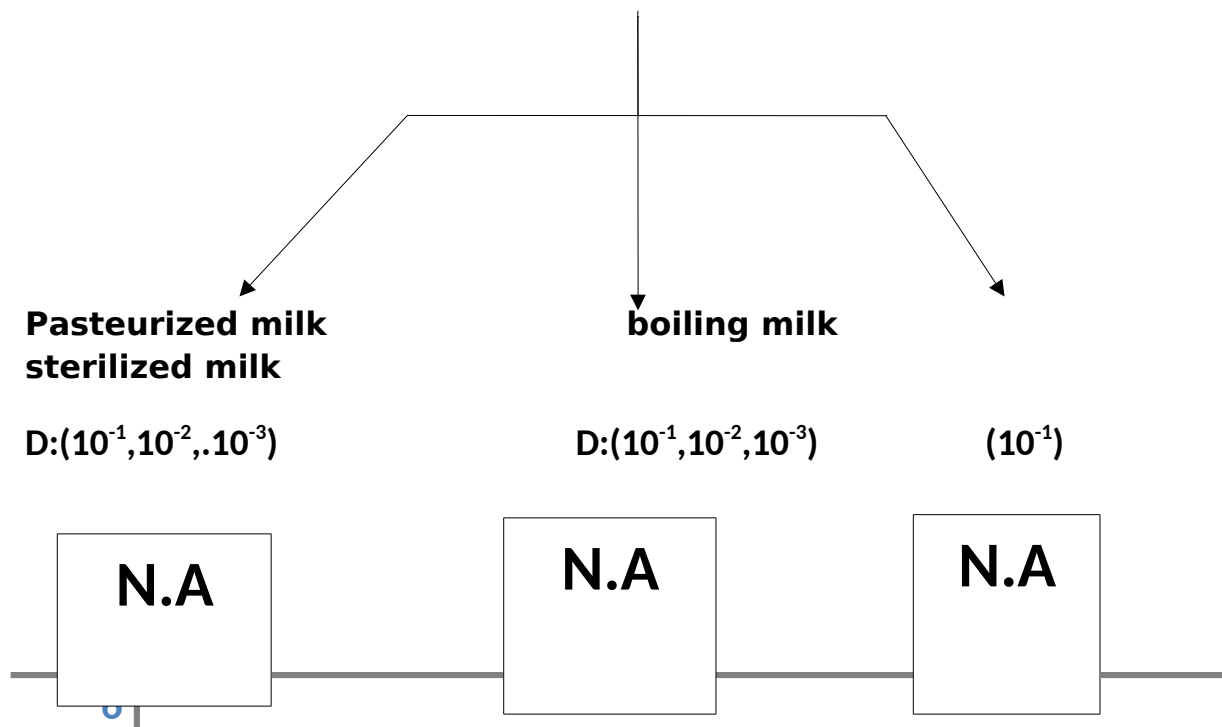 Pasteurized milk boiling milk
sterilized milk
D:(10⁻¹,10⁻²,.10⁻³) D:(10⁻¹,10⁻²,10⁻³) (10⁻¹)
N.A N.A N.A